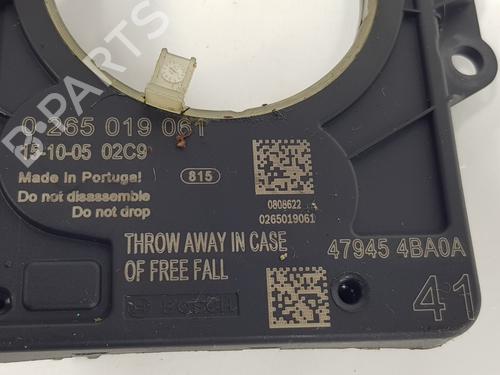 0 265 019 061
15-10-05 02C9
Made in Portugal
815
Do not disassemble
Do not drop
0808622
0265019061
THROW AWAY IN CASE
OF FREE FALL
47945 4BA0A
41
BOSCH